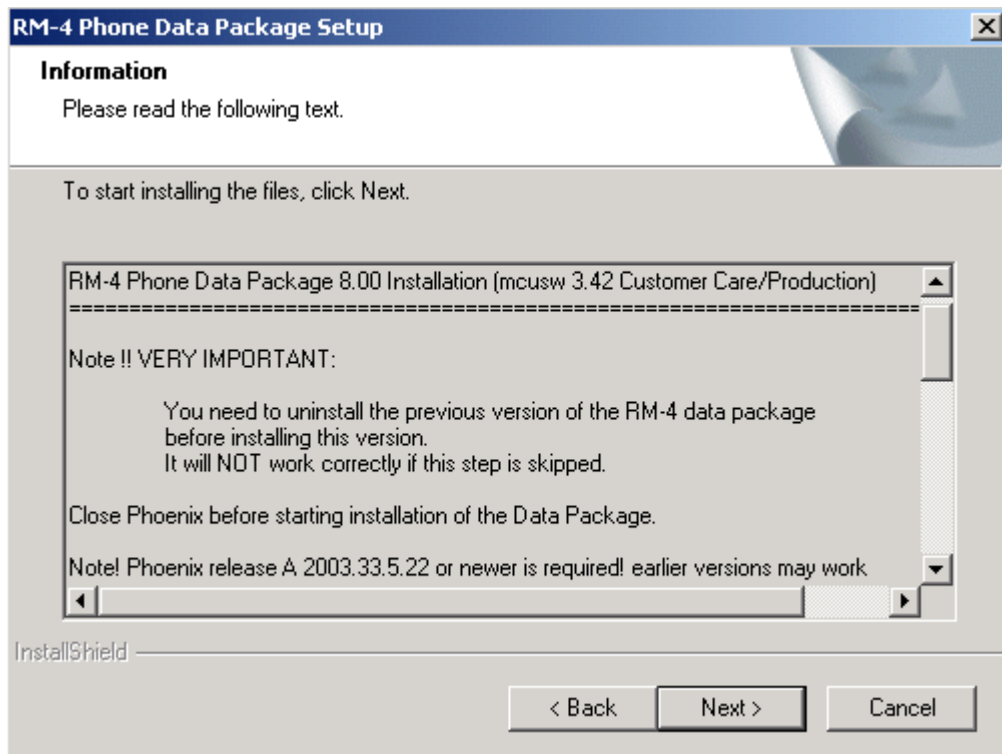 RM-4 Phone Data Package Setup
Information
Please read the following text.
To start installing the files, click Next.
RM-4 Phone Data Package 8.00 Installation (mcusw 3.42 Customer Care/Production)
=======================================================================
Note !! VERY IMPORTANT:
You need to uninstall the previous version of the RM-4 data package
before installing this version.
It will NOT work correctly if this step is skipped.
Close Phoenix before starting installation of the Data Package.
Note! Phoenix release A 2003.33.5.22 or newer is required! earlier versions may work
InstallShield
< Back
Next >
Cancel